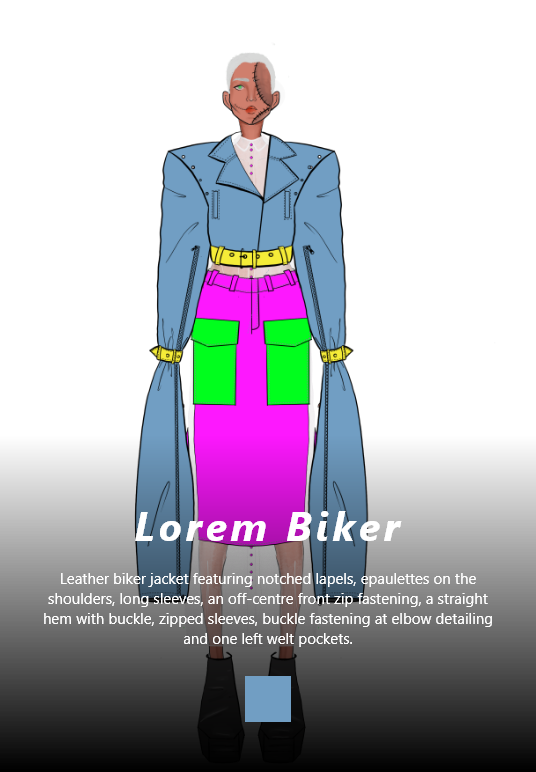 Lorem Biker
Leather biker jacket featuring notched lapels, epaulettes on the
shoulders, long sleeves, an off-centre front zip fastening, a straight
hem with buckle, zipped sleeves, buckle fastening at elbow detailing
and one left welt pockets.